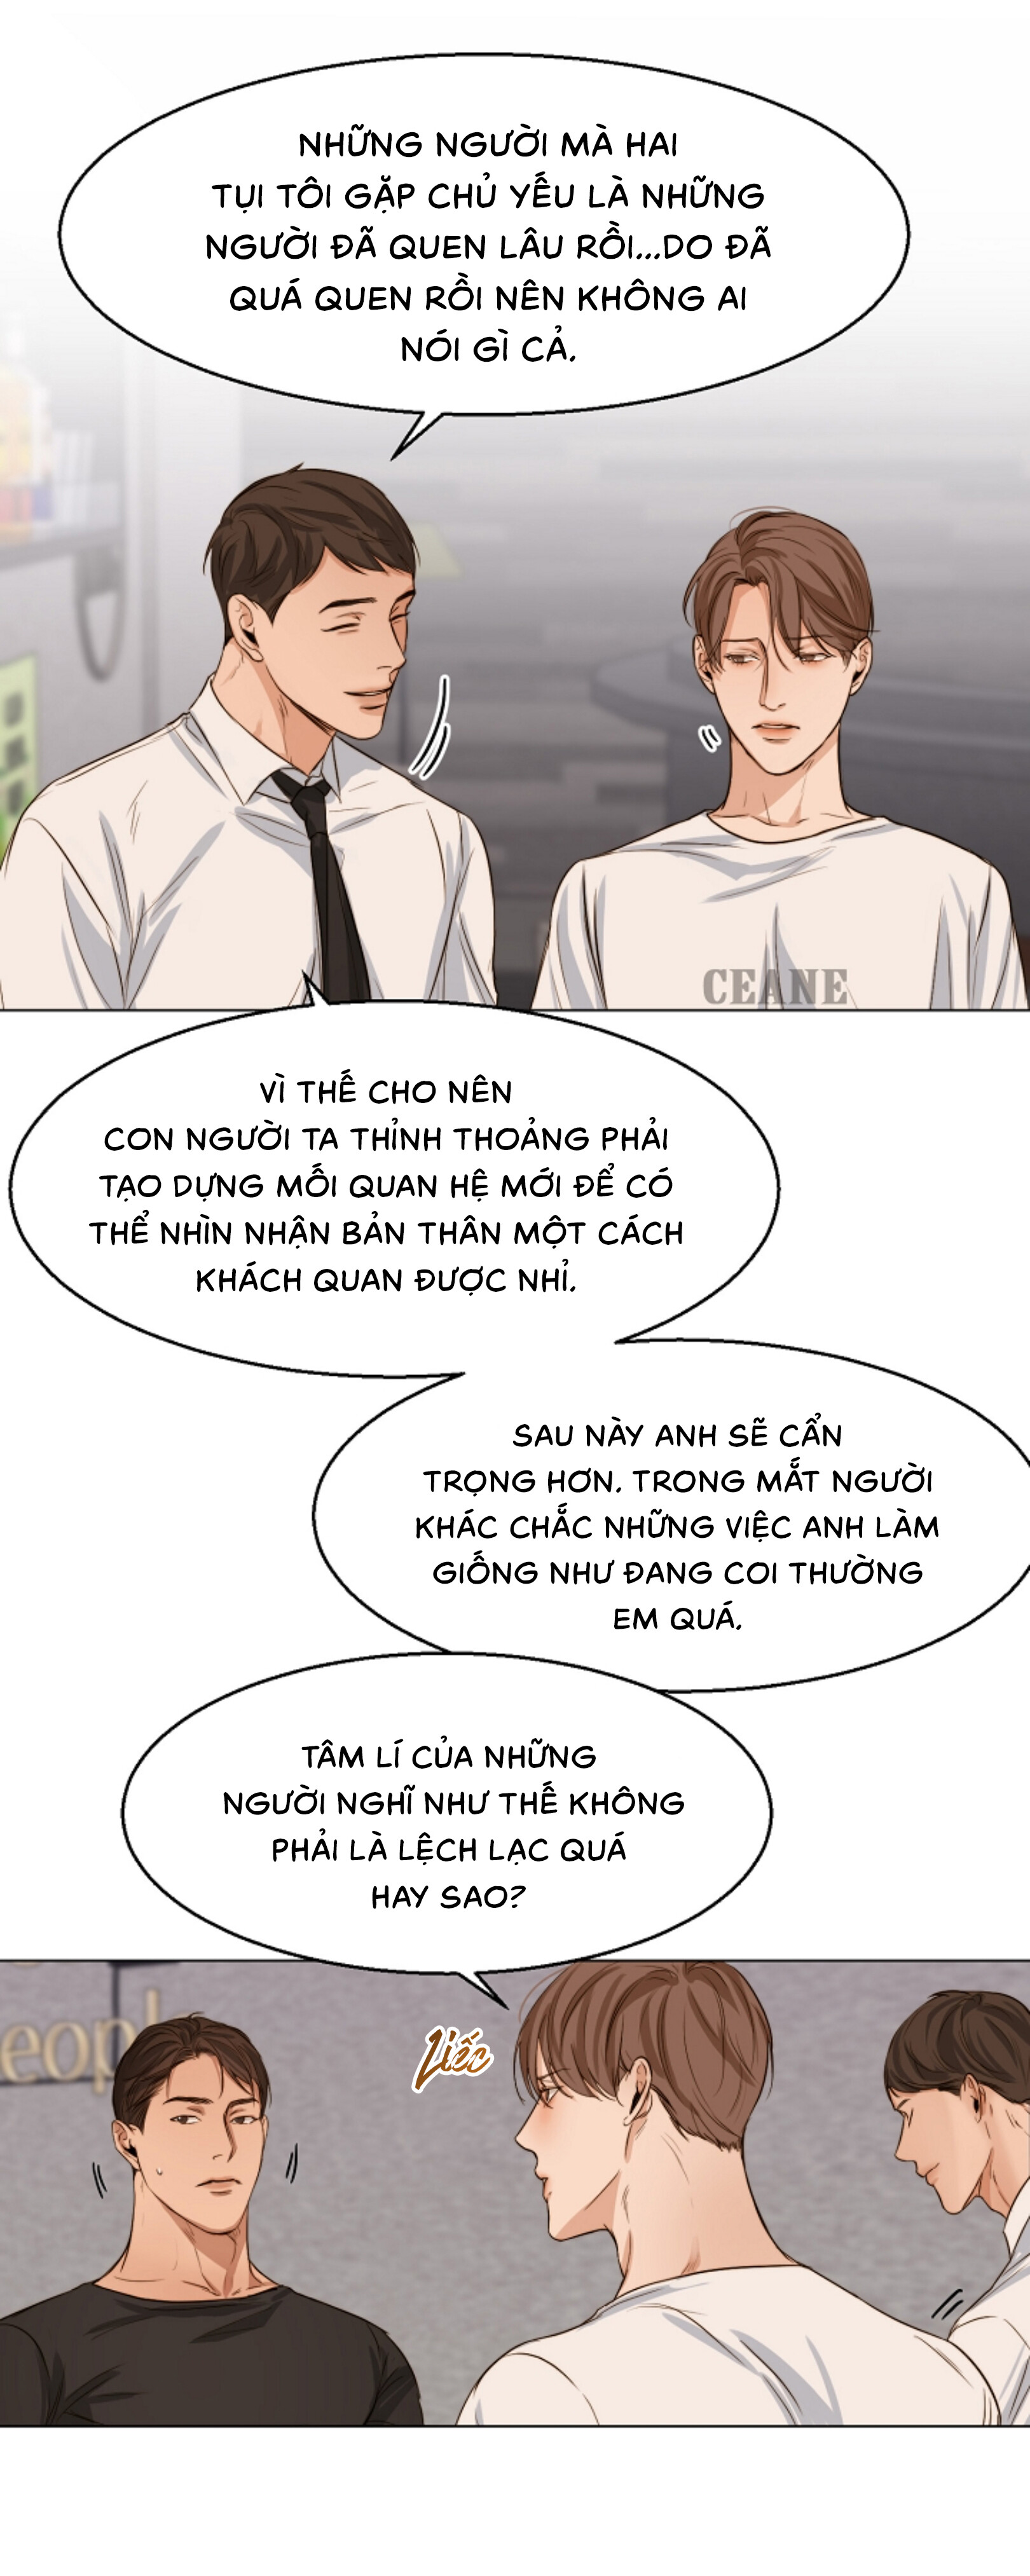 NHỮNG NGƯỜI MÀ HAI
TỤI TÔI GẶP CHỦ YẾU LÀ NHỮNG
NGƯỜI ĐÃ QUEN LÂU RỒI...DO ĐÃ
QUÁ QUEN RỒI NÊN KHÔNG AI
NÓI GÌ CẢ.
CEANE
VÌ THẾ CHO NÊN
CON NGƯỜI TA THỈNH THOẢNG PHẢI
TẠO DỰNG MỐI QUAN HỆ MỚI ĐỂ CÓ
THỂ NHÌN NHẬN BẢN THÂN MỘT CÁCH
KHÁCH QUAN ĐƯỢC NHỈ.
SAU NÀY ANH SẼ CẨN
TRỌNG HƠN. TRONG MẮT NGƯỜI
KHÁC CHẮC NHỮNG VIỆC ANH LÀM
GIỐNG NHƯ ĐANG COI THƯỜNG
EM QUÁ.
TÂM LÍ CỦA NHỮNG
NGƯỜI NGHĨ NHƯ THẾ KHÔNG
PHẢI LÀ LỆCH LẠC QUÁ
HAY SAO?
eople
Liếc